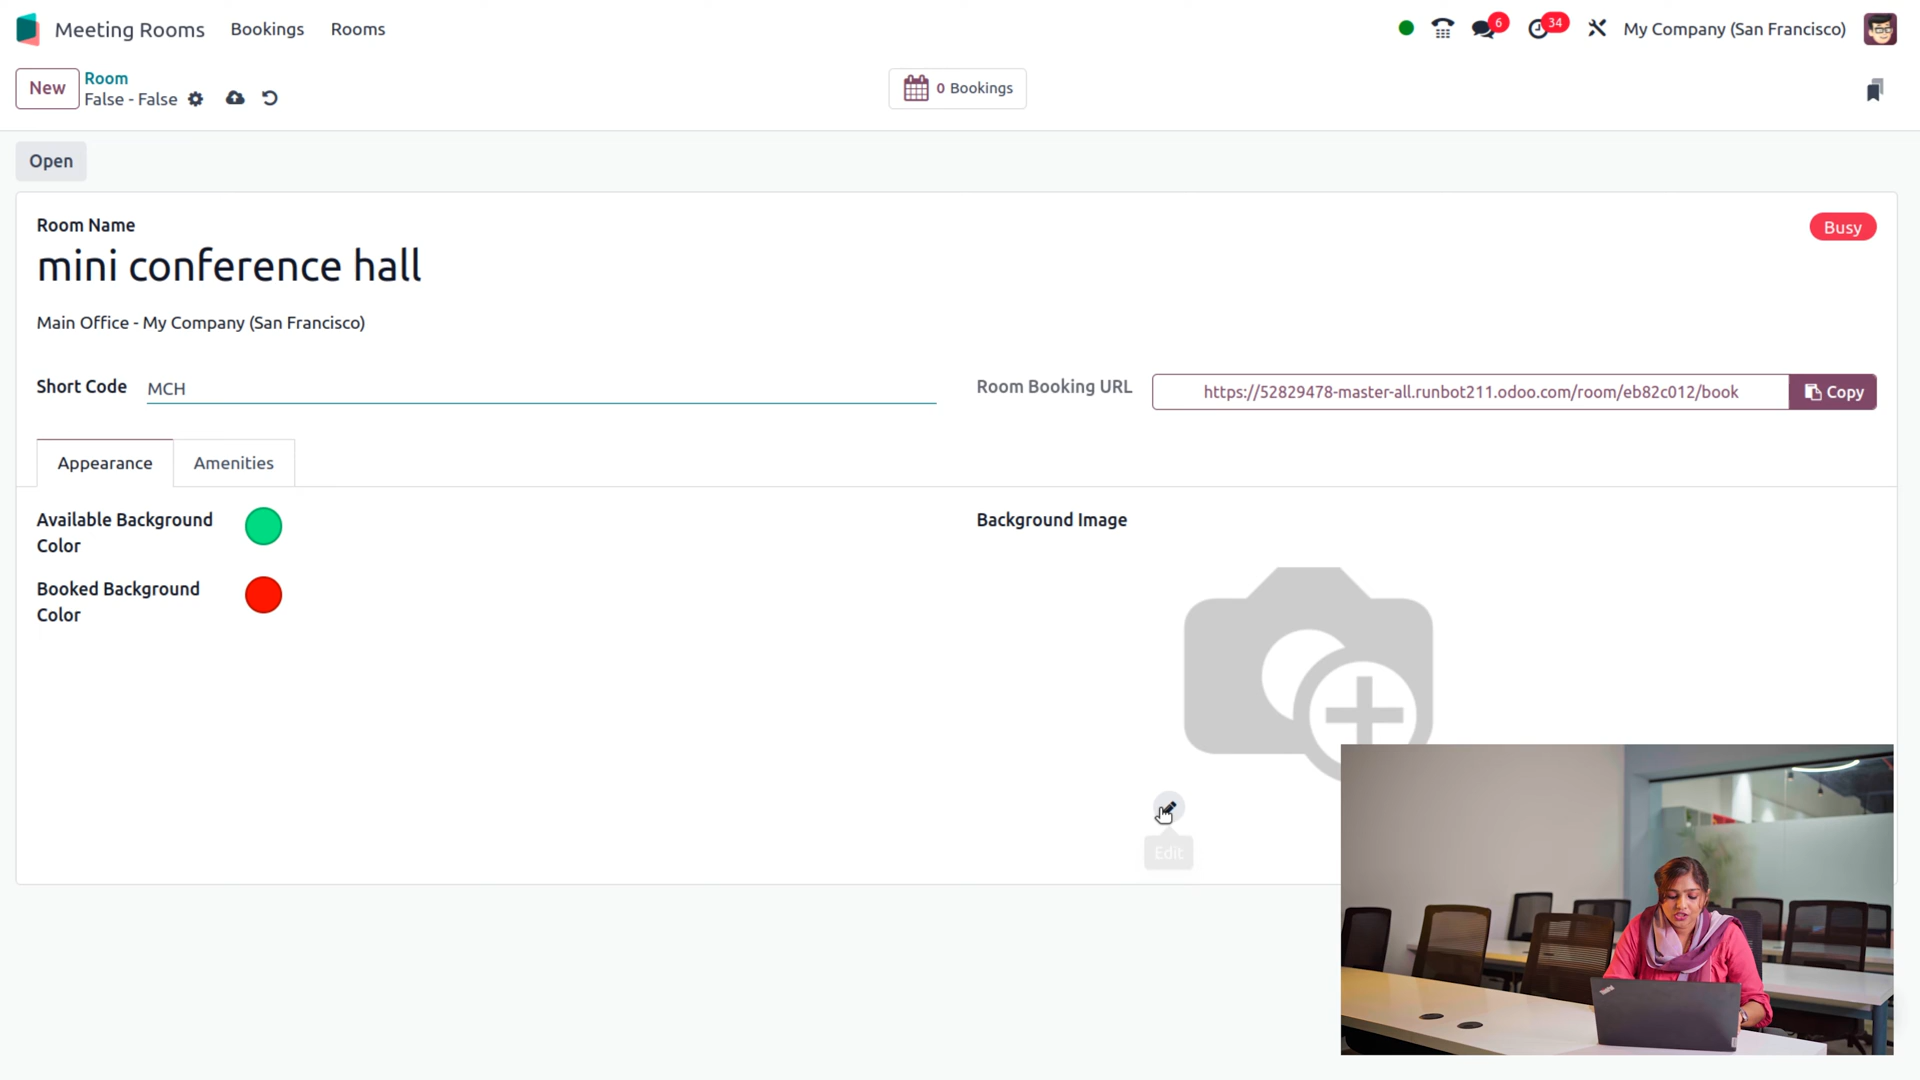 Meeting Rooms Bookings Rooms 6 34 My Company (San Francisco)
New Room
False - False
0 Bookings
Open
Room Name
Busy
mini conference hall
Main Office - My Company (San Francisco)
Short Code MCH
Room Booking URL https://52829478-master-all.runbot211.odoo.com/room/eb82c012/book Copy
Appearance Amenities
Available Background
Color
Booked Background
Color
Background Image
Edit